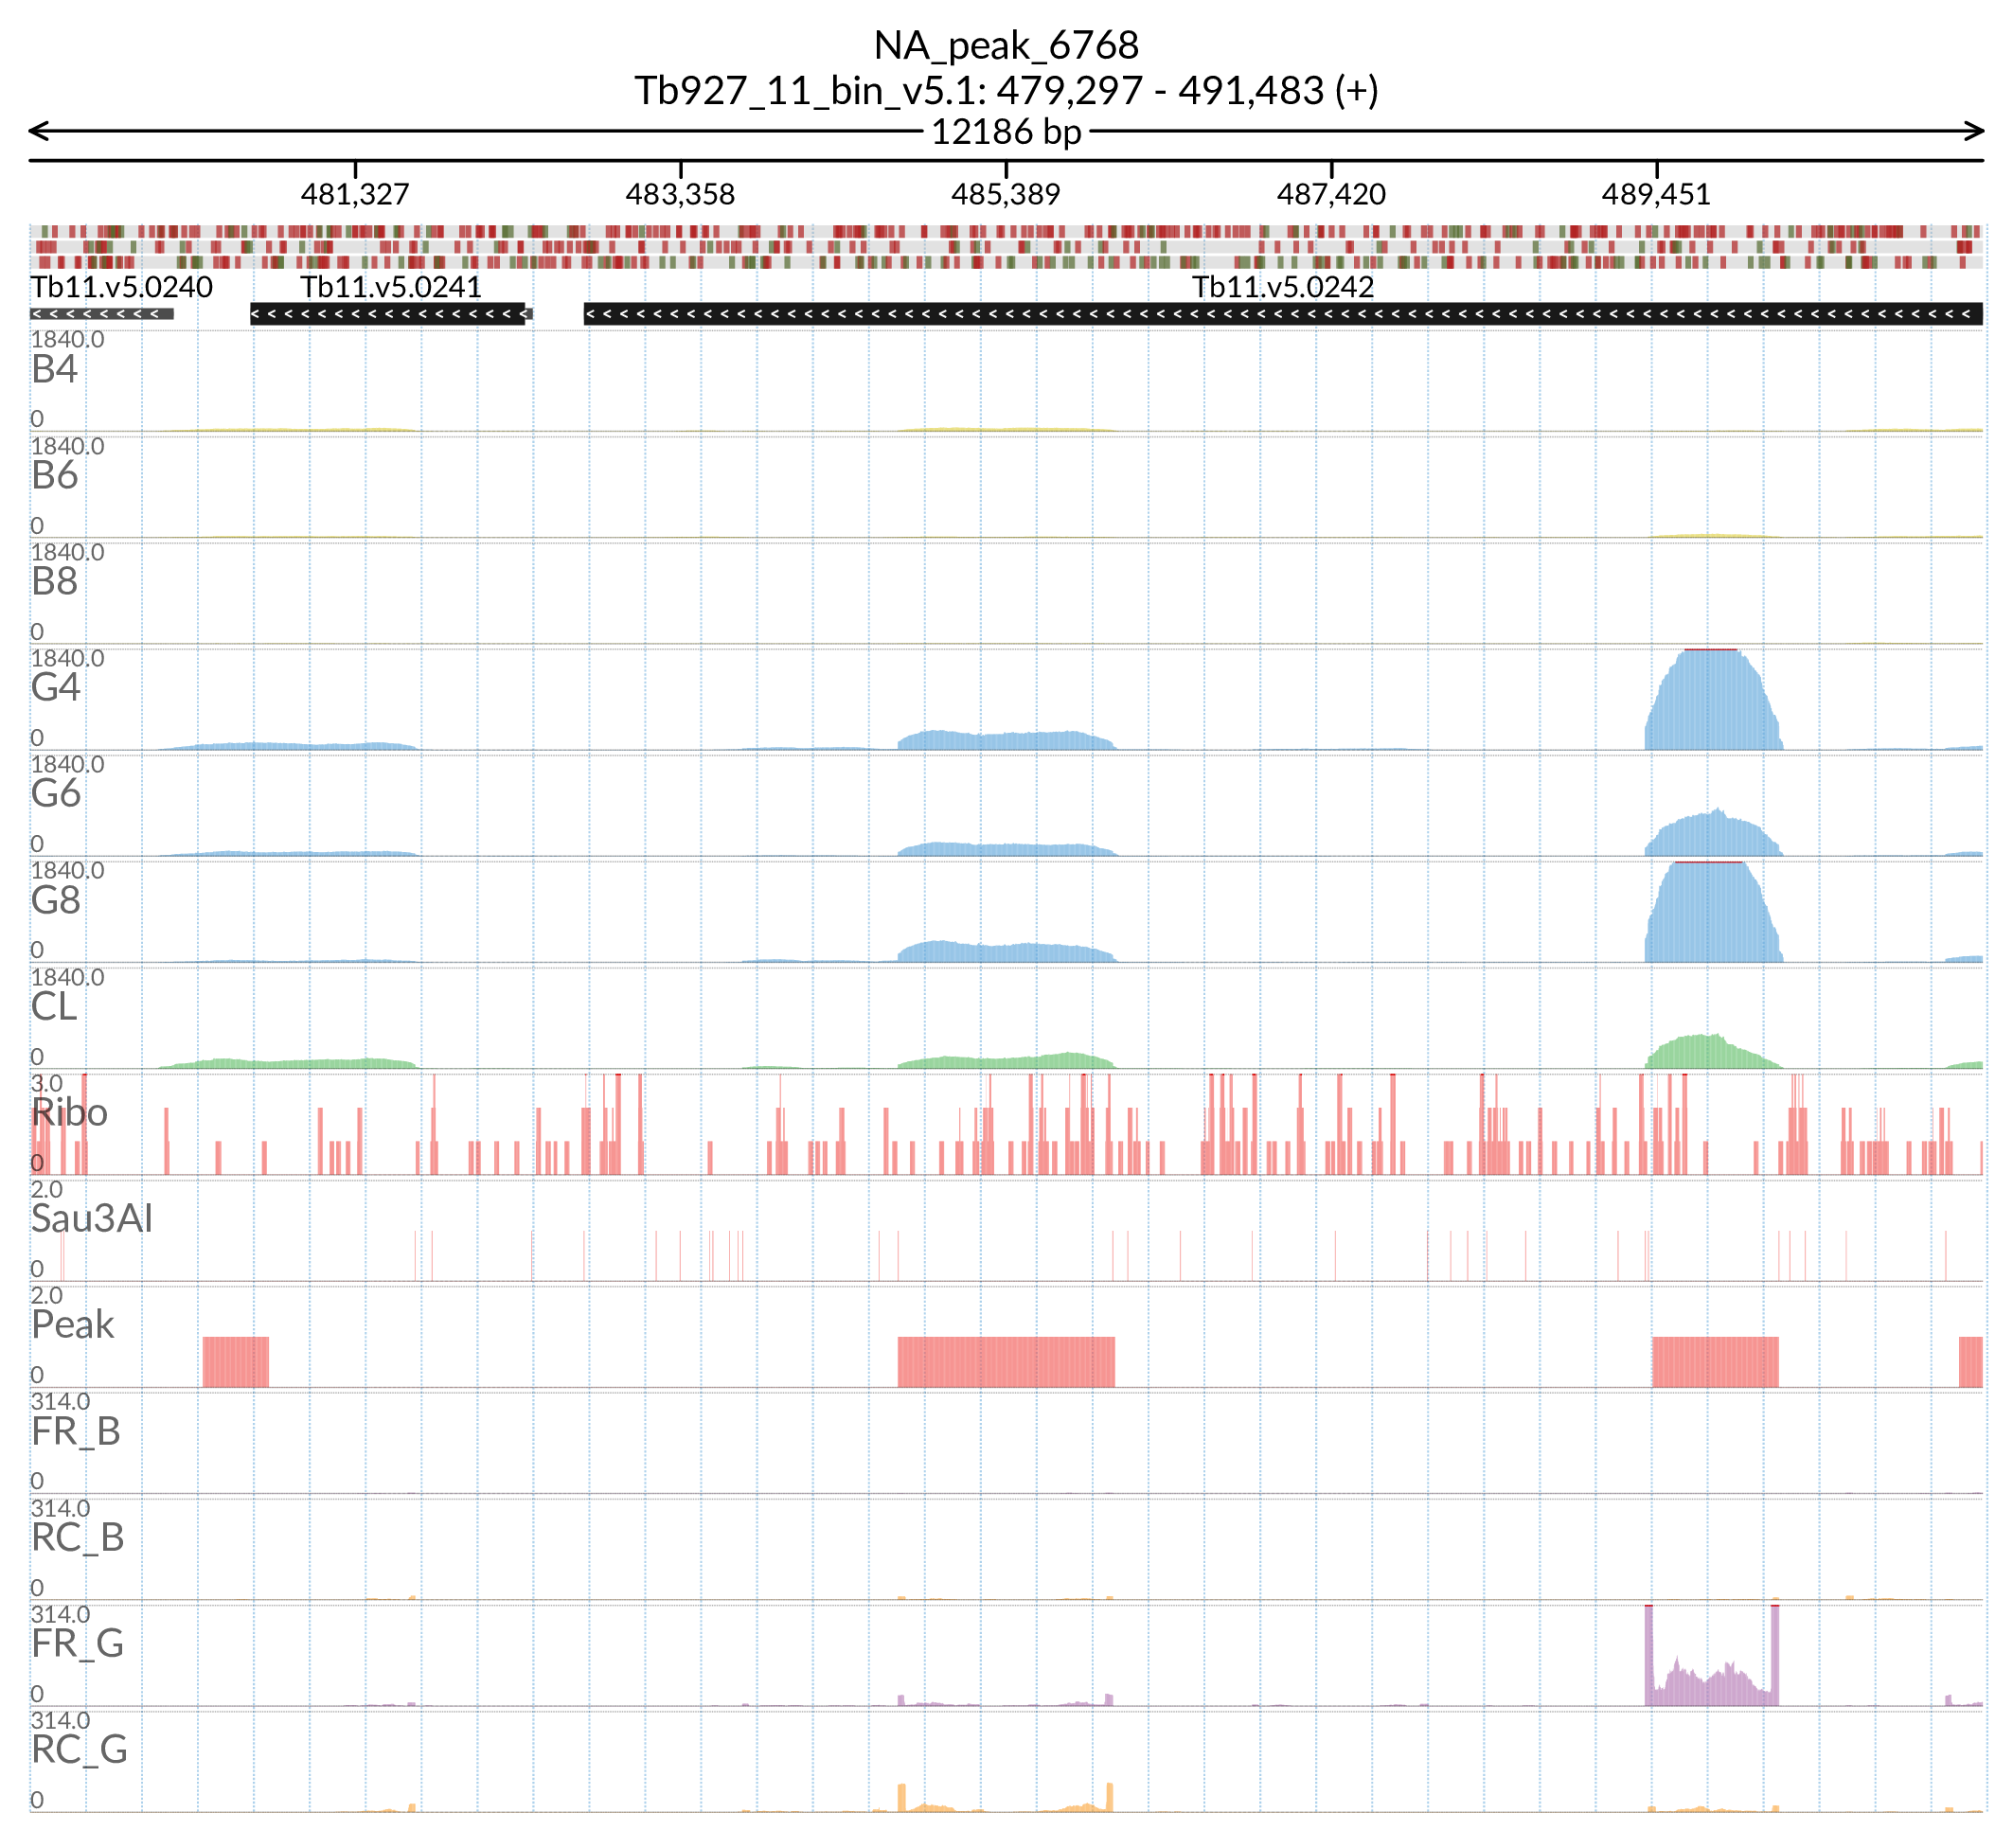 NA_peak_6768
Tb927_11_bin_v5.1: 479,297 - 491,483 (+)
12186 bp
481,327 483,358 485,389 487,420 489,451
Tb11.v5.0240 Tb11.v5.0241 Tb11.v5.0242
1840.0
B4
0
1840.0
B6
0
1840.0
B8
0
1840.0
G4
0
1840.0
G6
0
1840.0
G8
0
1840.0
CL
0
3.0
Ribo
0
2.0
Sau3AI
0
2.0
Peak
0
314.0
FR_B
0
314.0
RC_B
0
314.0
FR_G
0
314.0
RC_G
0